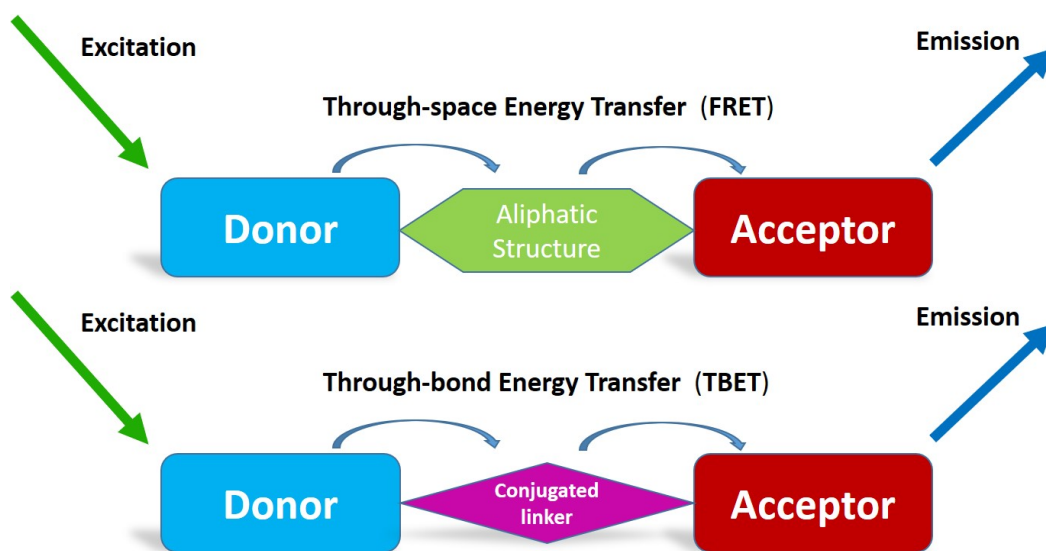 Excitation
Emission
Through-space Energy Transfer (FRET)
Donor
Aliphatic
Structure
Acceptor
Excitation
Emission
Through-bond Energy Transfer (TBET)
Donor
Conjugated
linker
Acceptor